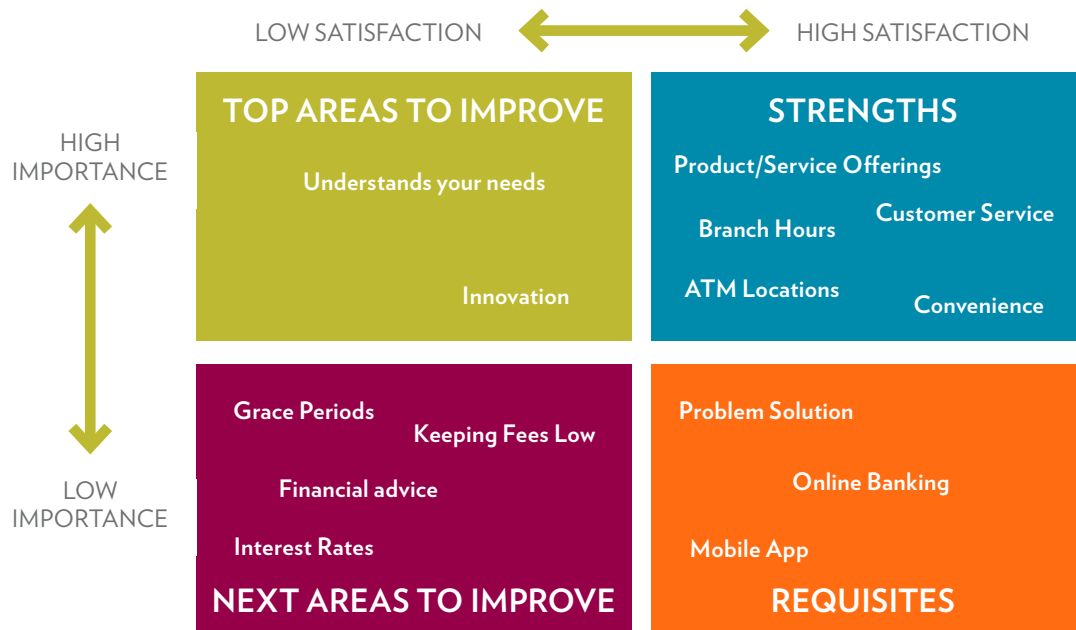 LOW SATISFACTION
HIGH SATISFACTION
HIGH
IMPORTANCE
LOW
IMPORTANCE
TOP AREAS TO IMPROVE
Understands your needs
Innovation
STRENGTHS
Product/Service Offerings
Customer Service
Branch Hours
ATM Locations
Convenience
Grace Periods
Keeping Fees Low
Financial advice
Interest Rates
NEXT AREAS TO IMPROVE
Problem Solution
Online Banking
Mobile App
REQUISITES